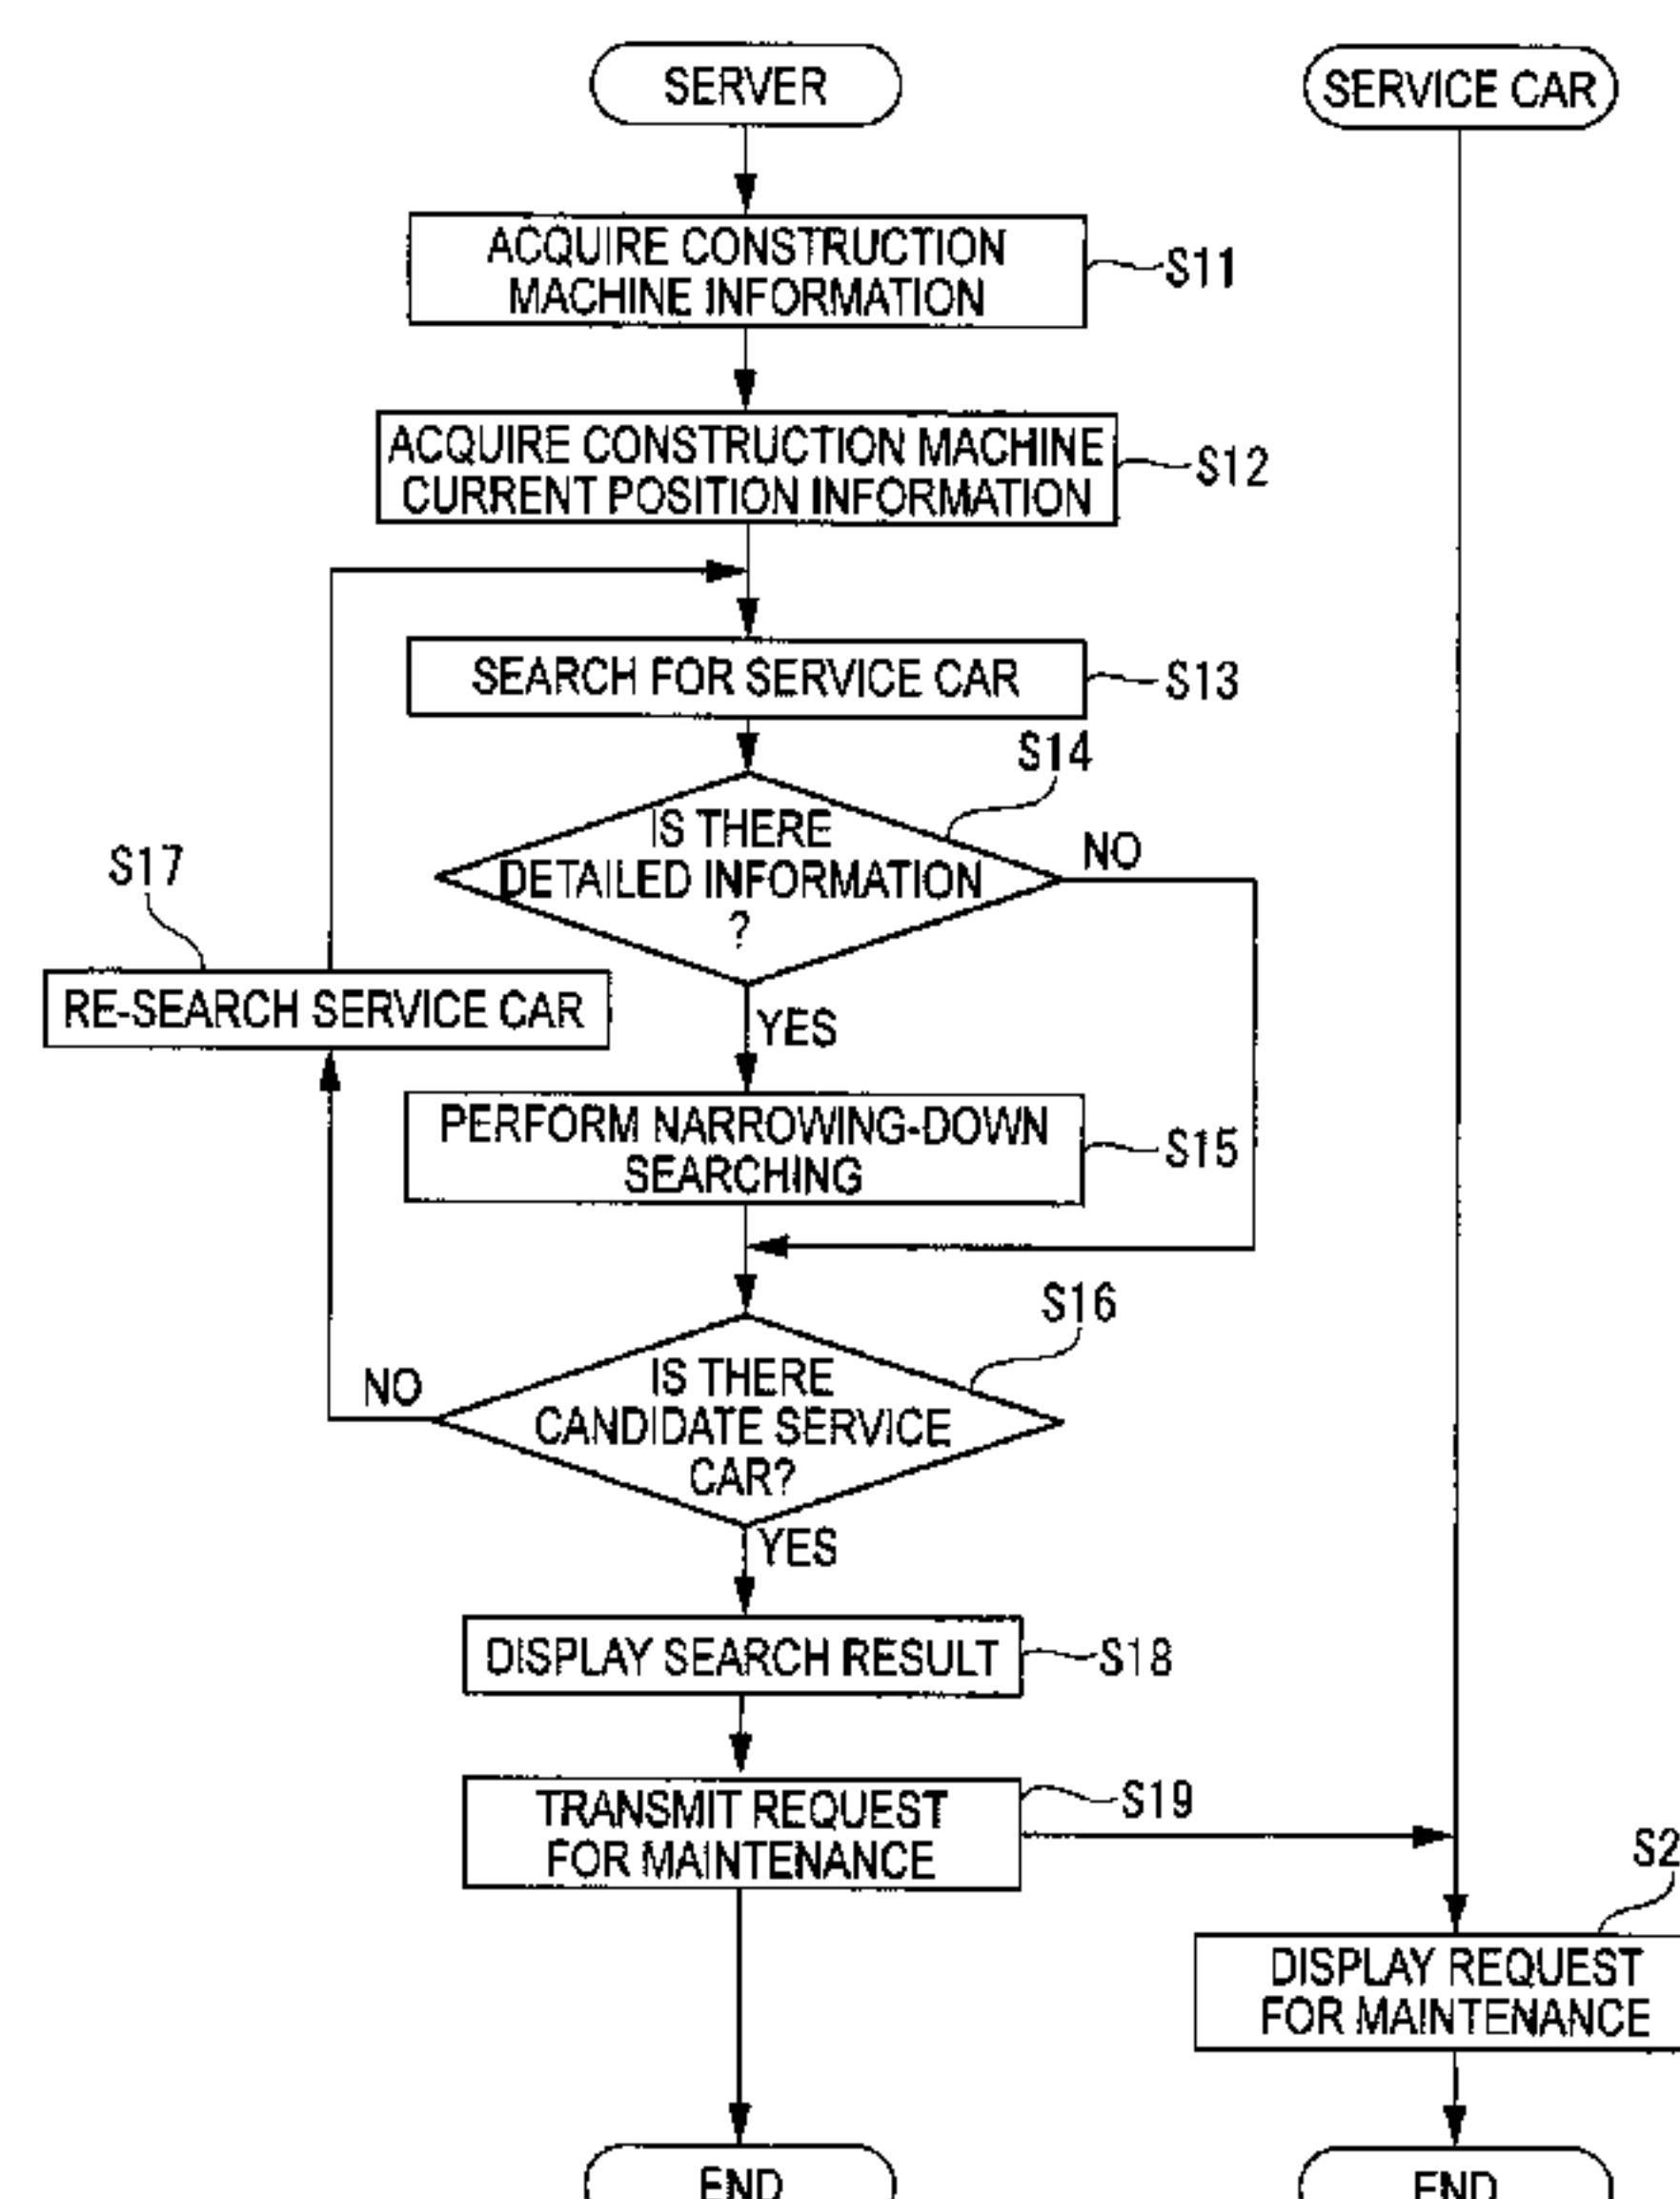 SERVER
SERVICE CAR
ACQUIRE CONSTRUCTION
MACHINE INFORMATION
S11
ACQUIRE CONSTRUCTION MACHINE
CURRENT POSITION INFORMATION
S12
SEARCH FOR SERVICE CAR
S13
S14
IS THERE
DETAILED INFORMATION
?
NO
YES
S17
RE-SEARCH SERVICE CAR
PERFORM NARROWING-DOWN
SEARCHING
S15
S16
IS THERE
CANDIDATE SERVICE
CAR?
NO
YES
DISPLAY SEARCH RESULT
S18
TRANSMIT REQUEST
FOR MAINTENANCE
S19
DISPLAY REQUEST
FOR MAINTENANCE
END
END